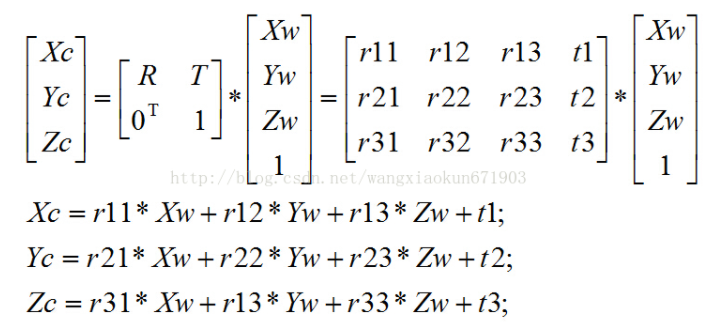 [Xc Yc Zc] = [R T 0ᵀ 1] * [Xw Yw Zw 1] = [r11 r12 r13 t1 r21 r22 r23 t2 r31 r32 r33 t3] * [Xw Yw Zw 1]
http://blog.csdn.net/wangxiaokun671903
Xc = r11* Xw + r12* Yw + r13* Zw + t1;
Yc = r21* Xw + r22* Yw + r23* Zw + t2;
Zc = r31* Xw + r13* Yw + r33* Zw + t3;